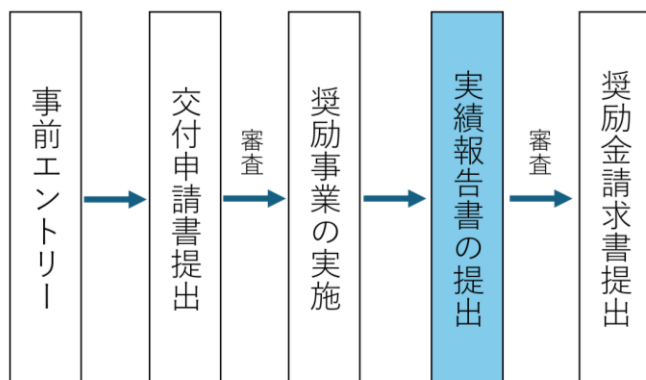 事前エントリー
交付申請書提出
審査
奨励事業の実施
実績報告書の提出
審査
奨励金請求書提出